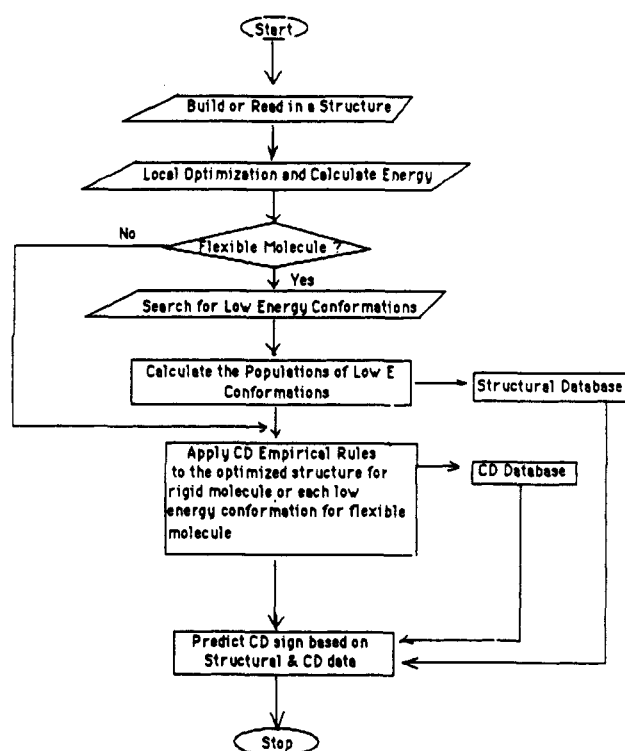 Start
Build or Read in a Structure
Local Optimization and Calculate Energy
No
Flexible Molecule ?
Yes
Search for Low Energy Conformations
Calculate the Populations of Low E
Conformations
Structural Database
Apply CD Empirical Rules
to the optimized structure for
rigid molecule or each low
energy conformation for flexible
molecule
CD Database
Predict CD sign based on
Structural & CD data
Stop